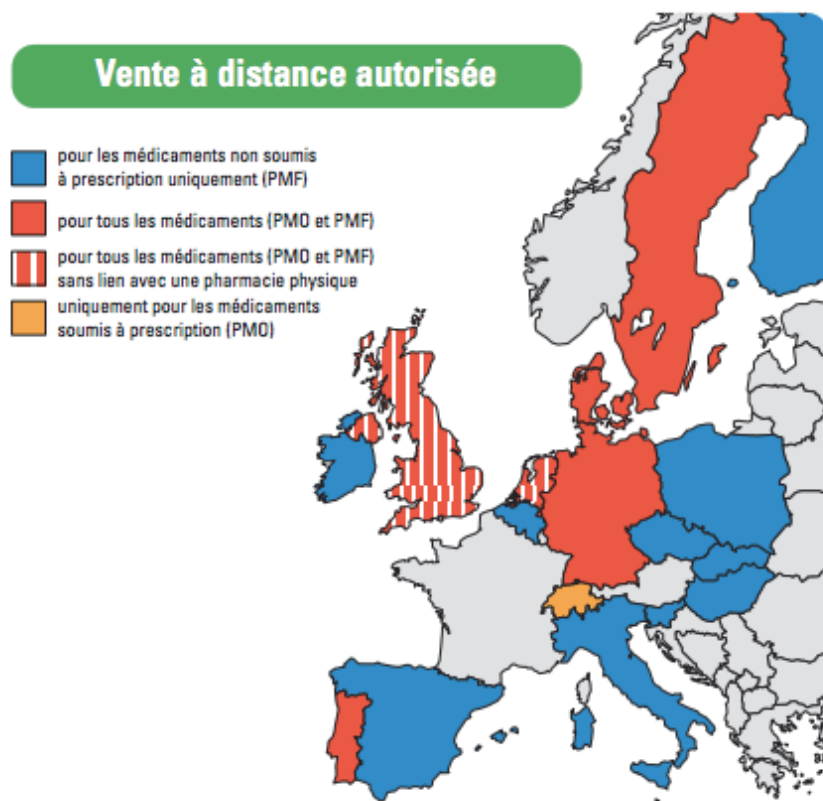 Vente à distance autorisée
pour les médicaments non soumis
à prescription uniquement (PMF)
pour tous les médicaments (PMO et PMF)
pour tous les médicaments (PMO et PMF)
sans lien avec une pharmacie physique
uniquement pour les médicaments
soumis à prescription (PMO)